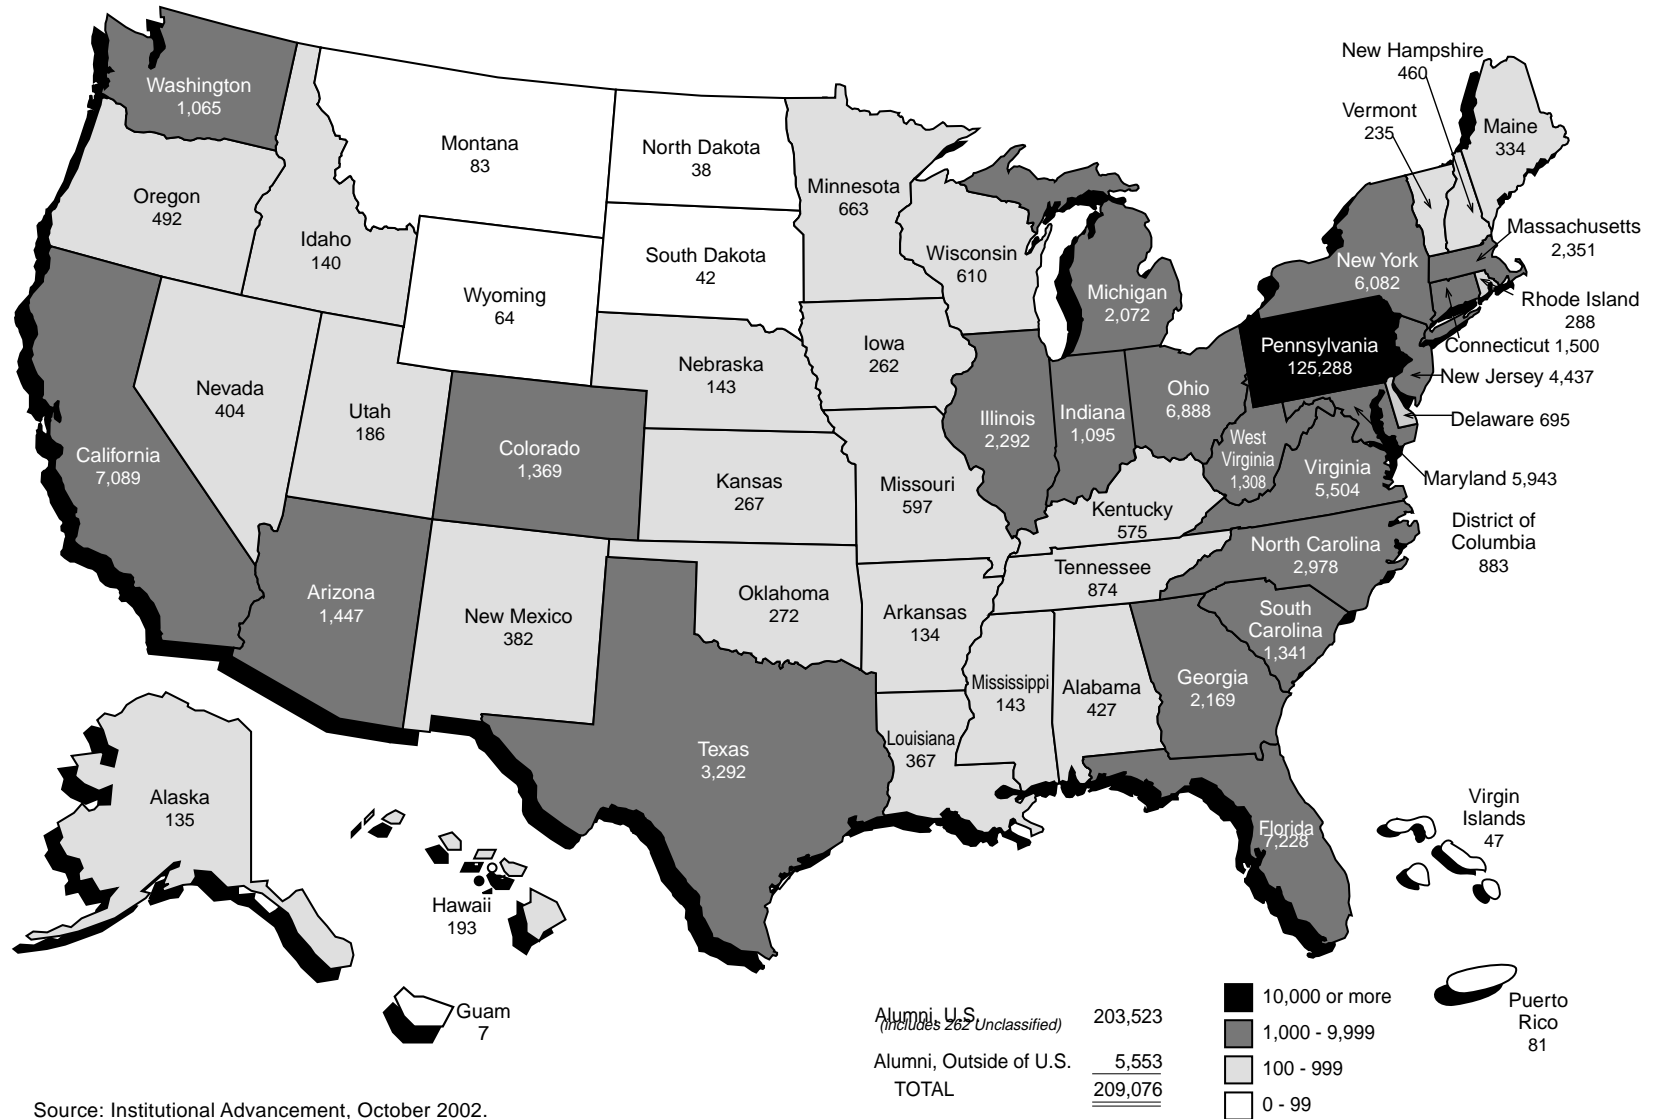 Washington
1,065
Oregon
492
California
7,089
Idaho
140
Nevada
404
Montana
83
Wyoming
64
Utah
186
Arizona
1,447
Colorado
1,369
New Mexico
382
North Dakota
38
South Dakota
42
Nebraska
143
Kansas
267
Oklahoma
272
Texas
3,292
Minnesota
663
Iowa
262
Missouri
597
Arkansas
134
Louisiana
367
Wisconsin
610
Illinois
2,292
Michigan
2,072
Indiana
1,095
Ohio
6,888
Kentucky
575
Tennessee
874
Mississippi
143
Alabama
427
Georgia
2,169
Florida
7,228
South
Carolina
1,341
North Carolina
2,978
Virginia
5,504
West
Virginia
1,308
Pennsylvania
125,288
New York
6,082
New Hampshire
460
Vermont
235
Maine
334
Massachusetts
2,351
Rhode Island
288
Connecticut 1,500
New Jersey 4,437
Delaware 695
Maryland 5,943
District of
Columbia
883
Alaska
135
Hawaii
193
Guam
7
Virgin
Islands
47
Puerto
Rico
81
Alumni, U.S. 203,523
(includes 262 Unclassified)
Alumni, Outside of U.S. 5,553
TOTAL 209,076
10,000 or more
1,000 - 9,999
100 - 999
0 - 99
Source: Institutional Advancement, October 2002.